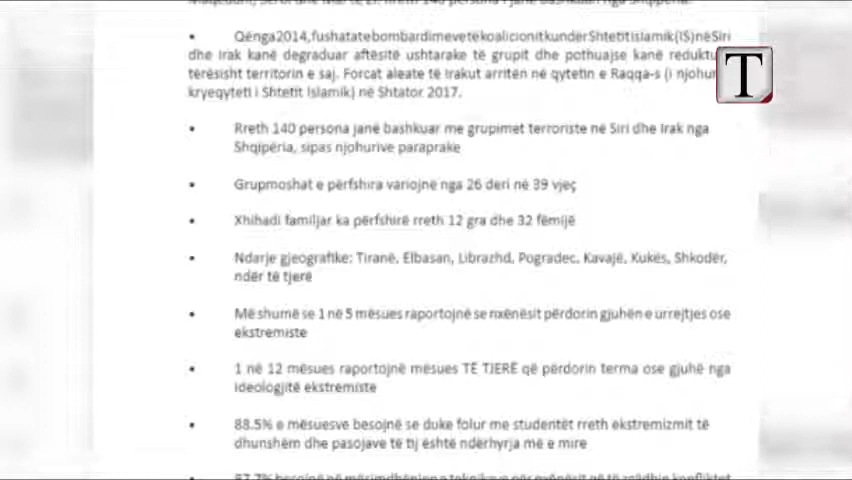 Qënga2014,fushatatebombardimevetëkoalicionitkundërShtetitIslamik(IS)nëSiri
dhe Irak kanë degraduar aftësitë ushtarake të grupit dhe pothuajse kanë
tërësisht territorin e saj. Forcat aleate të Irakut arritën në qytetin e Raqqa-s (i
kryeqyteti i Shtetit Islamik) në Shtator 2017.
T
• Rreth 140 persona janë bashkuar me grupimet terroriste në Siri dhe Irak nga
Shqipëria, sipas njohurive paraprake
• Grupmoshat e përfshira variojnë nga 26 deri në 39 vjeç
• Xhihadi familjar ka përfshirë rreth 12 gra dhe 32 fëmijë
• Ndarje gjeografike: Tiranë, Elbasan, Librazhd, Pogradec, Kavajë, Kukës, Shkodër,
ndër të tjerë
• Më shumë se 1 në 5 mësues raportojnë se nxënësit përdorin gjuhën e urrejtjes ose
ekstremiste
• 1 në 12 mësues raportojnë mësues TË TJERË që përdorin terma ose gjuhë nga
ideologjitë ekstremiste
• 88.5% e mësuesve besojnë se duke folur me studentët rreth ekstremizmit të
dhunshëm dhe pasojave të tij është ndërhyrja më e mire